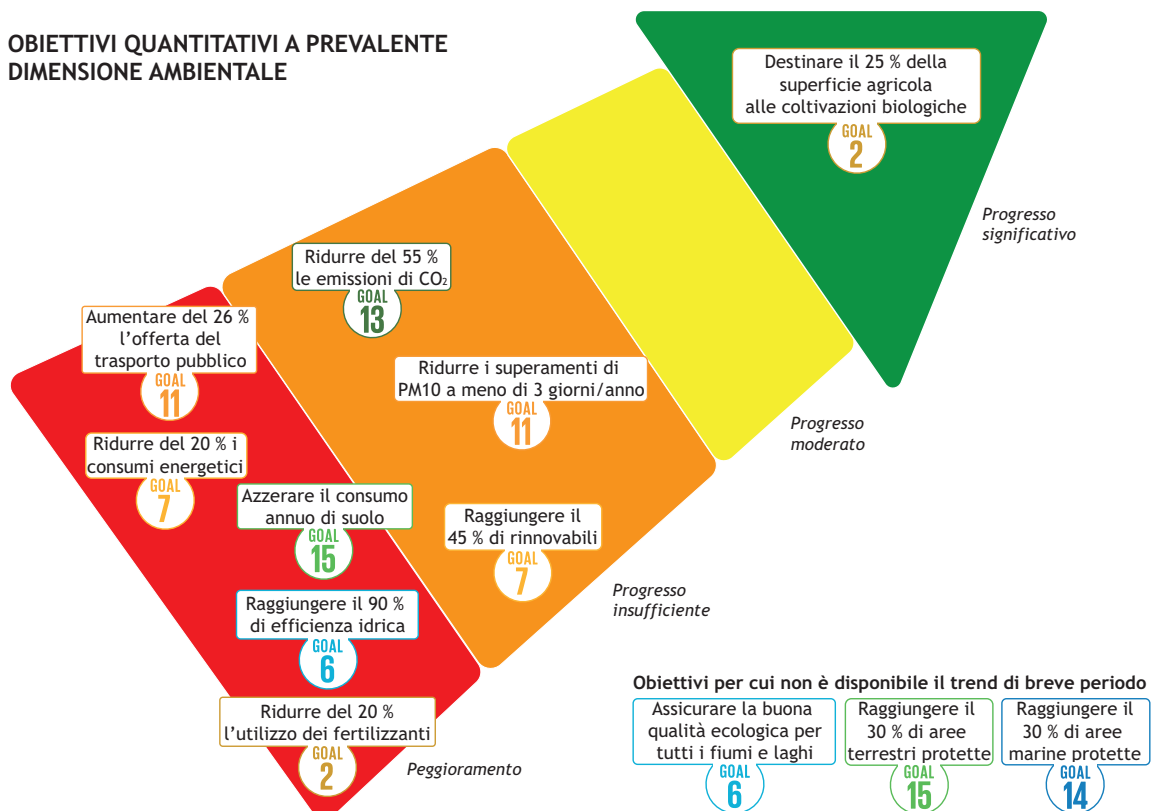 OBIETTIVI QUANTITATIVI A PREVALENTE
DIMENSIONE AMBIENTALE
Destinare il 25 % della
superficie agricola
alle coltivazioni biologiche
GOAL
2
Progresso
significativo
Ridurre del 55 %
le emissioni di CO₂
GOAL
13
Aumentare del 26 %
l'offerta del
trasporto pubblico
GOAL
11
Ridurre i superamenti di
PM10 a meno di 3 giorni/anno
GOAL
11
Progresso
moderato
Ridurre del 20 % i
consumi energetici
GOAL
7
Azzerare il consumo
annuo di suolo
GOAL
15
Raggiungere il
45 % di rinnovabili
GOAL
7
Progresso
insufficiente
Raggiungere il 90 %
di efficienza idrica
GOAL
6
Ridurre del 20 %
l'utilizzo dei fertilizzanti
GOAL
2
Peggioramento
Obiettivi per cui non è disponibile il trend di breve periodo
Assicurare la buona
qualità ecologica per
tutti i fiumi e laghi
GOAL
6
Raggiungere il
30 % di aree
terrestri protette
GOAL
15
Raggiungere il
30 % di aree
marine protette
GOAL
14